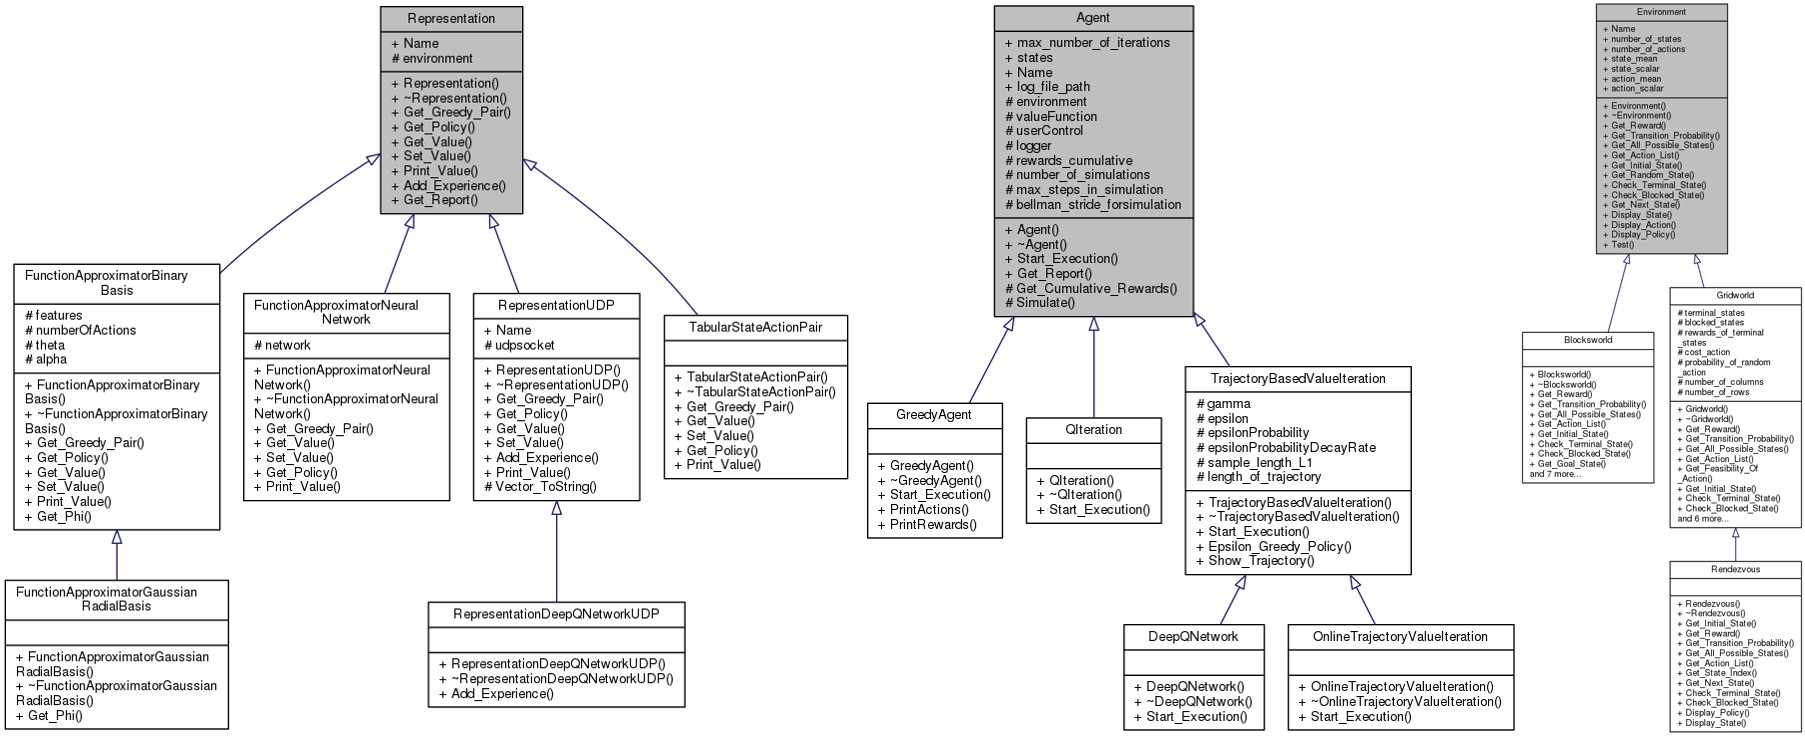 Representation
+ Name
# environment
+ Representation()
+ ~Representation()
+ Get_Greedy_Pair()
+ Get_Policy()
+ Get_Value()
+ Set_Value()
+ Print_Value()
+ Add_Experience()
+ Get_Report()
FunctionApproximatorBinary
Basis
# features
# numberOfActions
# theta
# alpha
+ FunctionApproximatorBinary
Basis()
+ ~FunctionApproximatorBinary
Basis()
+ Get_Greedy_Pair()
+ Get_Policy()
+ Get_Value()
+ Set_Value()
+ Print_Value()
+ Get_Phi()
FunctionApproximatorNeural
Network
# network
+ FunctionApproximatorNeural
Network()
+ ~FunctionApproximatorNeural
Network()
+ Get_Greedy_Pair()
+ Get_Value()
+ Set_Value()
+ Get_Policy()
+ Print_Value()
RepresentationUDP
+ Name
# udpsocket
+ RepresentationUDP()
+ ~RepresentationUDP()
+ Get_Greedy_Pair()
+ Get_Policy()
+ Get_Value()
+ Set_Value()
+ Add_Experience()
+ Print_Value()
# Vector_ToString()
TabularStateActionPair
+ TabularStateActionPair()
+ ~TabularStateActionPair()
+ Get_Greedy_Pair()
+ Get_Value()
+ Set_Value()
+ Get_Policy()
+ Print_Value()
FunctionApproximatorGaussian
RadialBasis
+ FunctionApproximatorGaussian
RadialBasis()
+ ~FunctionApproximatorGaussian
RadialBasis()
+ Get_Phi()
RepresentationDeepQNetworkUDP
+ RepresentationDeepQNetworkUDP()
+ ~RepresentationDeepQNetworkUDP()
+ Add_Experience()
Agent
+ max_number_of_iterations
+ states
+ Name
+ log_file_path
# environment
# valueFunction
# userControl
# logger
# rewards_cumulative
# number_of_simulations
# max_steps_in_simulation
# bellman_stride_forsimulation
+ Agent()
+ ~Agent()
+ Start_Execution()
+ Get_Report()
# Get_Cumulative_Rewards()
# Simulate()
GreedyAgent
+ GreedyAgent()
+ ~GreedyAgent()
+ Start_Execution()
+ PrintActions()
+ PrintRewards()
QIteration
+ QIteration()
+ ~QIteration()
+ Start_Execution()
TrajectoryBasedValueIteration
# gamma
# epsilon
# epsilonProbability
# epsilonProbabilityDecayRate
# sample_length_L1
# length_of_trajectory
+ TrajectoryBasedValueIteration()
+ ~TrajectoryBasedValueIteration()
+ Start_Execution()
+ Epsilon_Greedy_Policy()
+ Show_Trajectory()
DeepQNetwork
+ DeepQNetwork()
+ ~DeepQNetwork()
+ Start_Execution()
OnlineTrajectoryValueIteration
+ OnlineTrajectoryValueIteration()
+ ~OnlineTrajectoryValueIteration()
+ Start_Execution()
Environment
+ Name
+ number_of_states
+ number_of_actions
+ state_mean
+ state_scalar
+ action_mean
+ action_scalar
+ Environment()
+ ~Environment()
+ Get_Reward()
+ Get_Transition_Probability()
+ Get_All_Possible_States()
+ Get_Action_List()
+ Get_Initial_State()
+ Get_Random_State()
+ Check_Terminal_State()
+ Check_Blocked_State()
+ Get_Next_State()
+ Display_State()
+ Display_Action()
+ Display_Policy()
+ Test()
Blocksworld
+ Blocksworld()
+ ~Blocksworld()
+ Get_Reward()
+ Get_Transition_Probability()
+ Get_All_Possible_States()
+ Get_Action_List()
+ Get_Initial_State()
+ Check_Terminal_State()
+ Check_Blocked_State()
+ Get_Goal_State()
and 7 more...
Gridworld
# terminal_states
# blocked_states
# rewards_of_terminal
_states
# cost_action
# probability_of_random
_action
# number_of_columns
# number_of_rows
+ Gridworld()
+ ~Gridworld()
+ Get_Reward()
+ Get_Transition_Probability()
+ Get_All_Possible_States()
+ Get_Action_List()
+ Get_Feasibility_Of
_Action()
+ Get_Initial_State()
+ Check_Terminal_State()
+ Check_Blocked_State()
and 6 more...
Rendezvous
+ Rendezvous()
+ ~Rendezvous()
+ Get_Initial_State()
+ Get_Reward()
+ Get_Transition_Probability()
+ Get_All_Possible_States()
+ Get_Action_List()
+ Get_State_Index()
+ Get_Next_State()
+ Check_Terminal_State()
+ Check_Blocked_State()
+ Display_Policy()
+ Display_State()